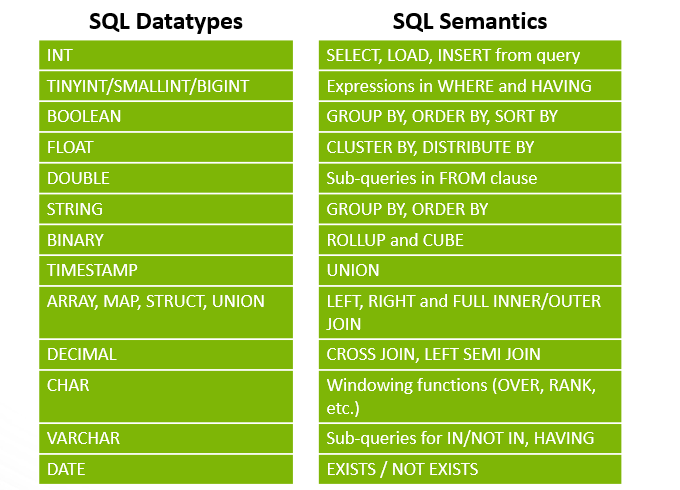 SQL Datatypes
SQL Semantics
INT
SELECT, LOAD, INSERT from query
TINYINT/SMALLINT/BIGINT
Expressions in WHERE and HAVING
BOOLEAN
GROUP BY, ORDER BY, SORT BY
FLOAT
CLUSTER BY, DISTRIBUTE BY
DOUBLE
Sub-queries in FROM clause
STRING
GROUP BY, ORDER BY
BINARY
ROLLUP and CUBE
TIMESTAMP
UNION
ARRAY, MAP, STRUCT, UNION
LEFT, RIGHT and FULL INNER/OUTER
JOIN
DECIMAL
CROSS JOIN, LEFT SEMI JOIN
CHAR
Windowing functions (OVER, RANK,
etc.)
VARCHAR
Sub-queries for IN/NOT IN, HAVING
DATE
EXISTS / NOT EXISTS